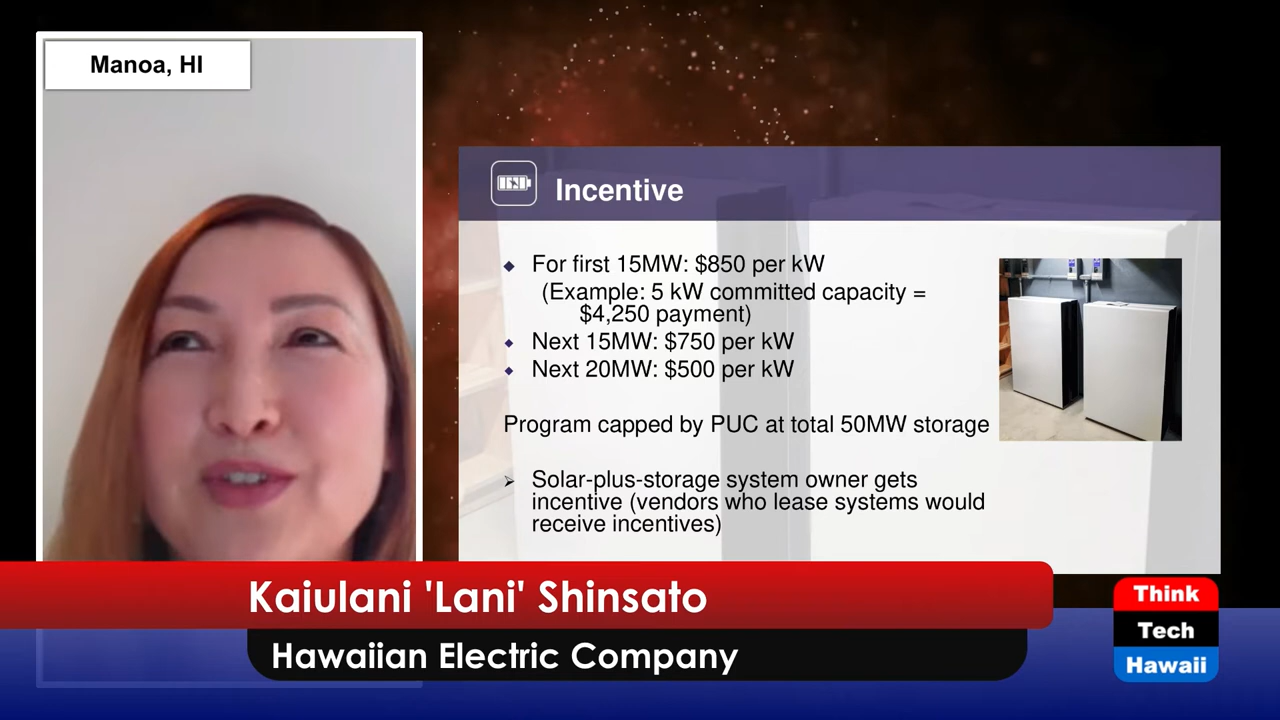 Manoa, HI
Incentive
For first 15MW: $850 per kW
(Example: 5 kW committed capacity =
$4,250 payment)
Next 15MW: $750 per kW
Next 20MW: $500 per kW
Program capped by PUC at total 50MW storage
Solar-plus-storage system owner gets
incentive (vendors who lease systems would
receive incentives)
Kaiulani 'Lani' Shinsato
Hawaiian Electric Company
Think
Tech
Hawaii